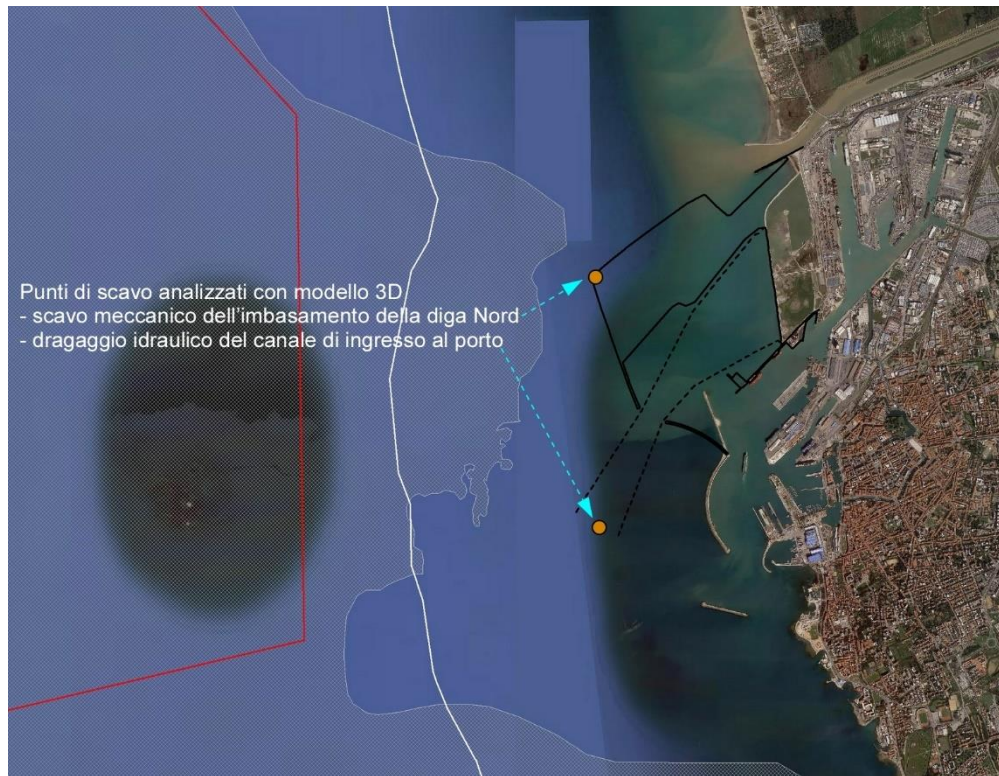 Punti di scavo analizzati con modello 3D
- scavo meccanico dell'imbasamento della diga Nord
- dragaggio idraulico del canale di ingresso al porto